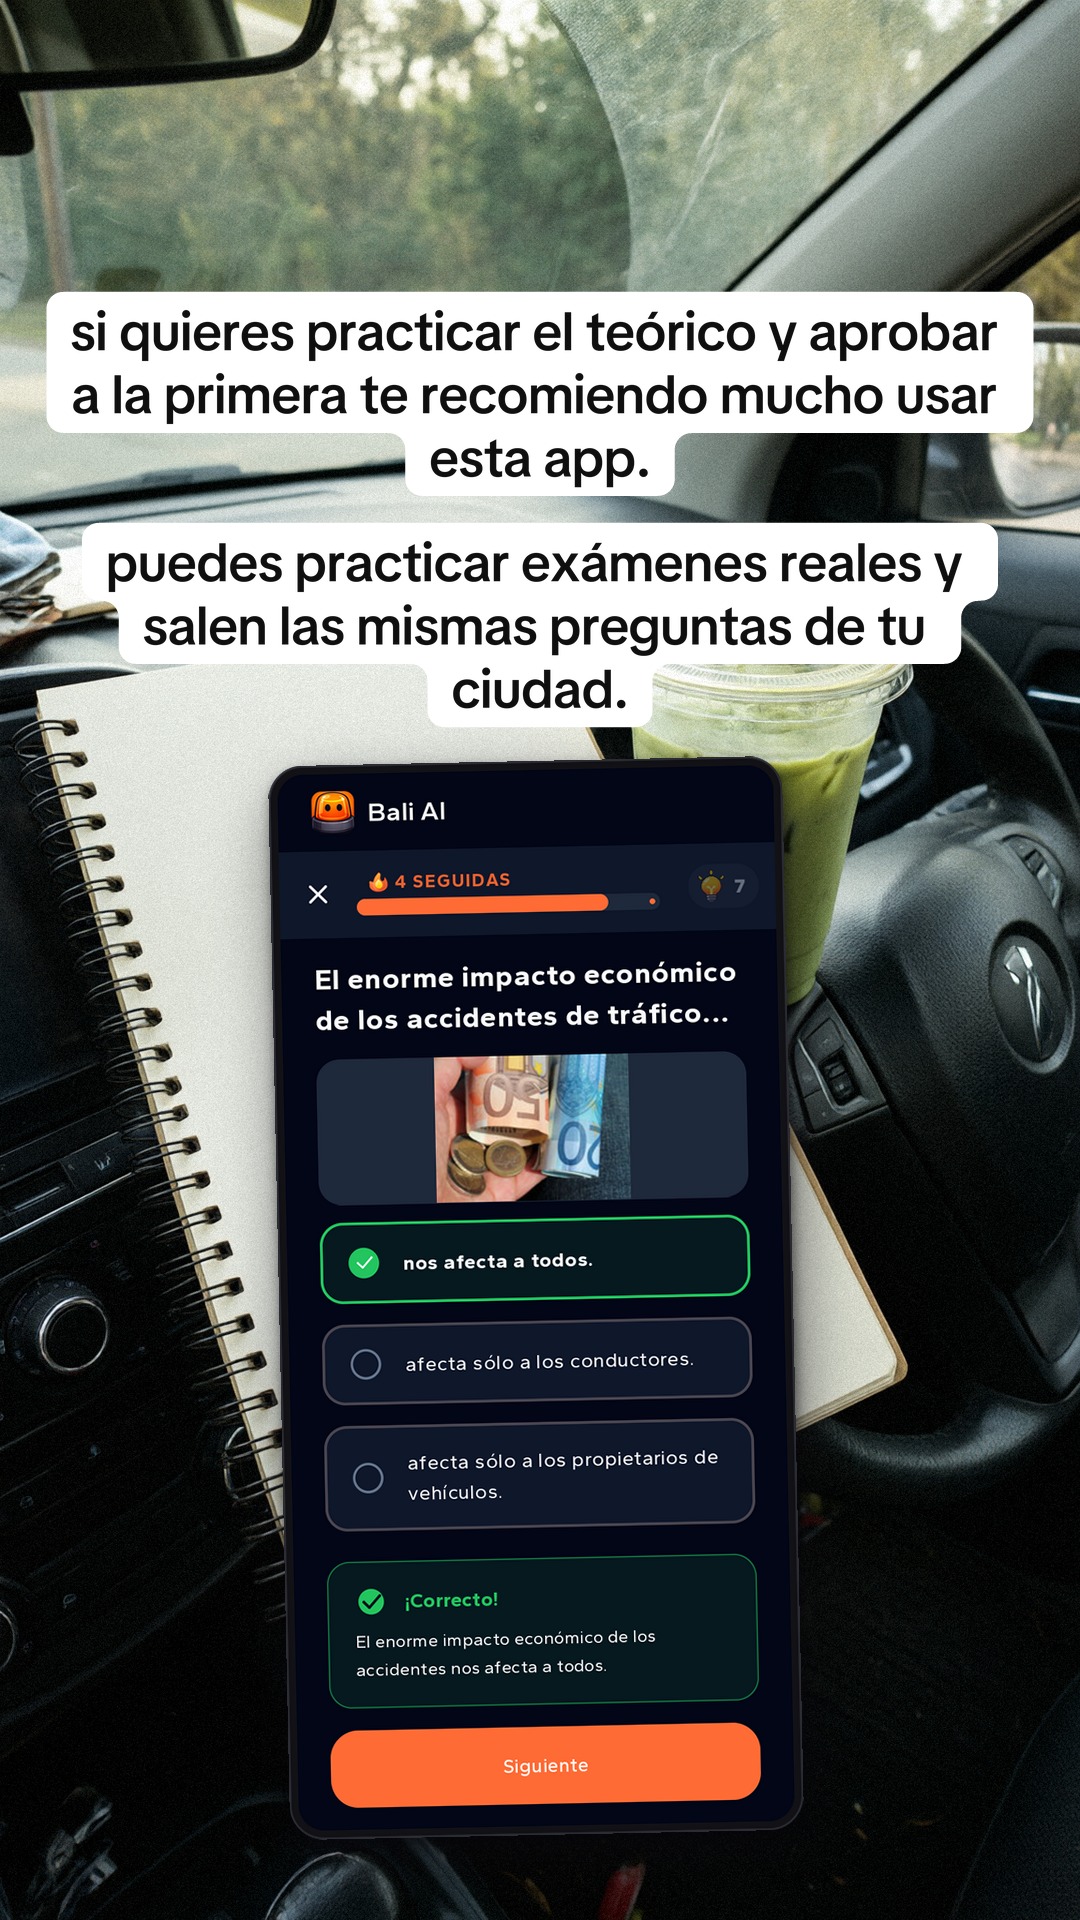 si quieres practicar el teórico y aprobar
a la primera te recomiendo mucho usar
esta app.
puedes practicar exámenes reales y
salen las mismas preguntas de tu
ciudad.
Bali AI
4 SEGUIDAS
7
El enorme impacto económico
de los accidentes de tráfico...
50
20
nos afecta a todos.
afecta sólo a los conductores.
afecta sólo a los propietarios de
vehículos.
¡Correcto!
El enorme impacto económico de los
accidentes nos afecta a todos.
Siguiente